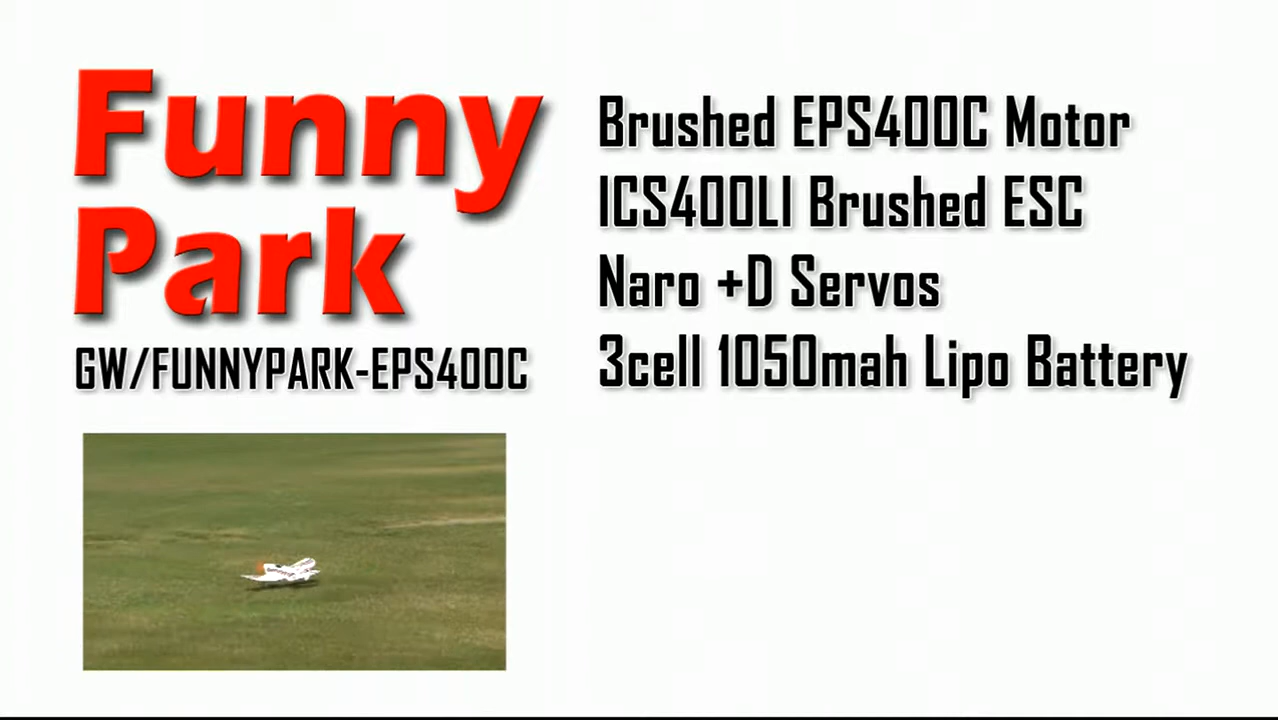 Funny
Park
GW/FUNNYPARK-EPS400C
Brushed EPS400C Motor
ICS400LI Brushed ESC
Naro +D Servos
3cell 1050mah Lipo Battery